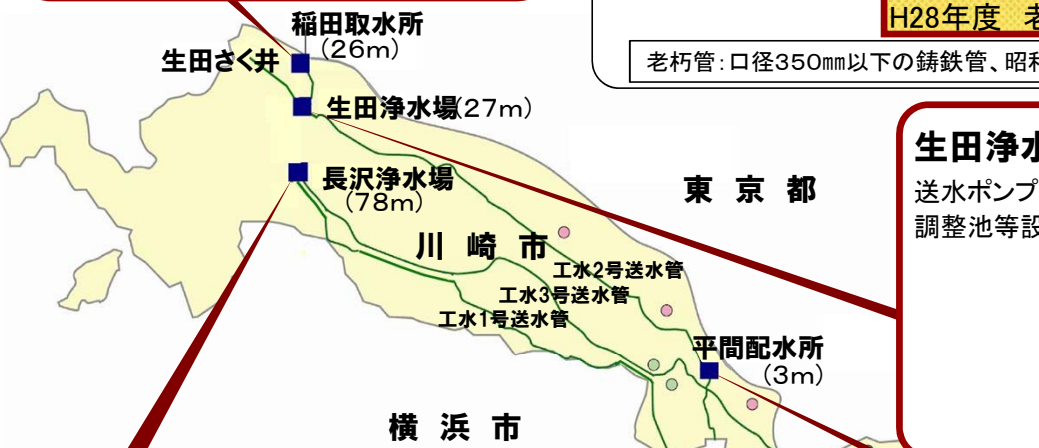 H28年度 老
老朽管：口径350㎜以下の鋳鉄管、昭和
稲田取水所
(26m)
生田さく井
生田浄水場(27m)
生田浄水
送水ポンプ
調整池等設
長沢浄水場
(78m)
東京都
川崎市
工水2号送水管
工水3号送水管
工水1号送水管
平間配水所
(3m)
横浜市